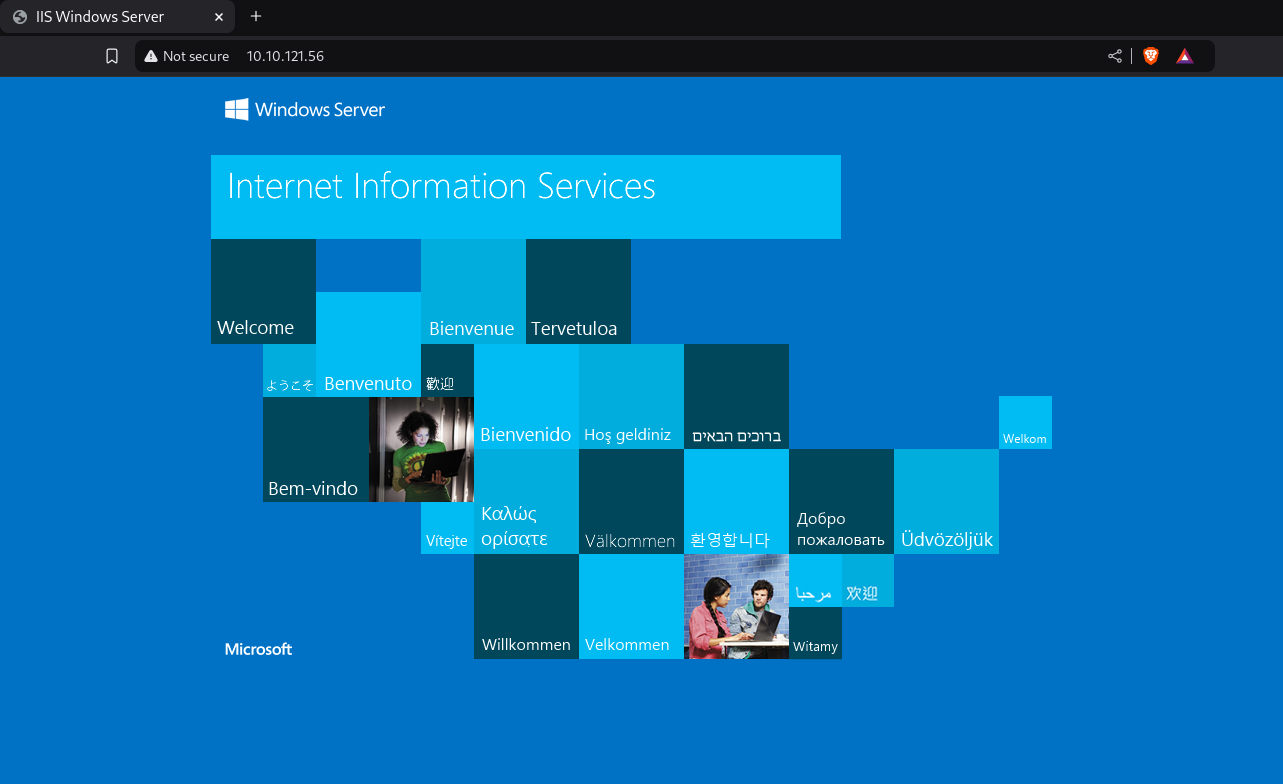 IIS Windows Server
Not secure 10.10.121.56
Windows Server
Internet Information Services
Welcome
Bienvenue
Tervetuloa
ようこそ
Benvenuto
歡迎
Bienvenido
Hoş geldiniz
ברוכים הבאים
Welkom
Bem-vindo
Vítejte
Καλώς
ορίσατε
Välkommen
환영합니다
Добро
пожаловать
Üdvözöljük
Willkommen
Velkommen
مرحبا
欢迎
Witamy
Microsoft